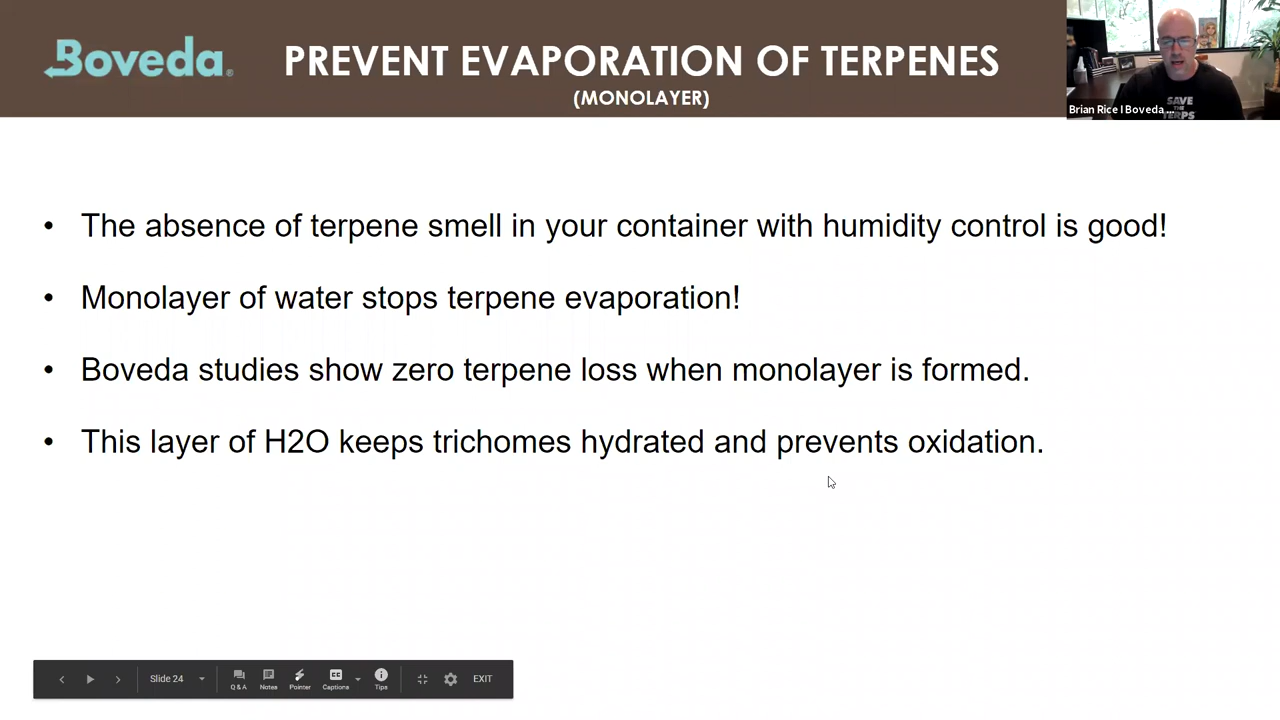 Boveda®
PREVENT EVAPORATION OF TERPENES
(MONOLAYER)
SAVE
THE
TERPS
Brian Rice I Boveda ...
• The absence of terpene smell in your container with humidity control is good!
• Monolayer of water stops terpene evaporation!
• Boveda studies show zero terpene loss when monolayer is formed.
• This layer of H2O keeps trichomes hydrated and prevents oxidation.
Slide 24
Q & A
Notes
Pointer
CC
Captions
Tips
EXIT